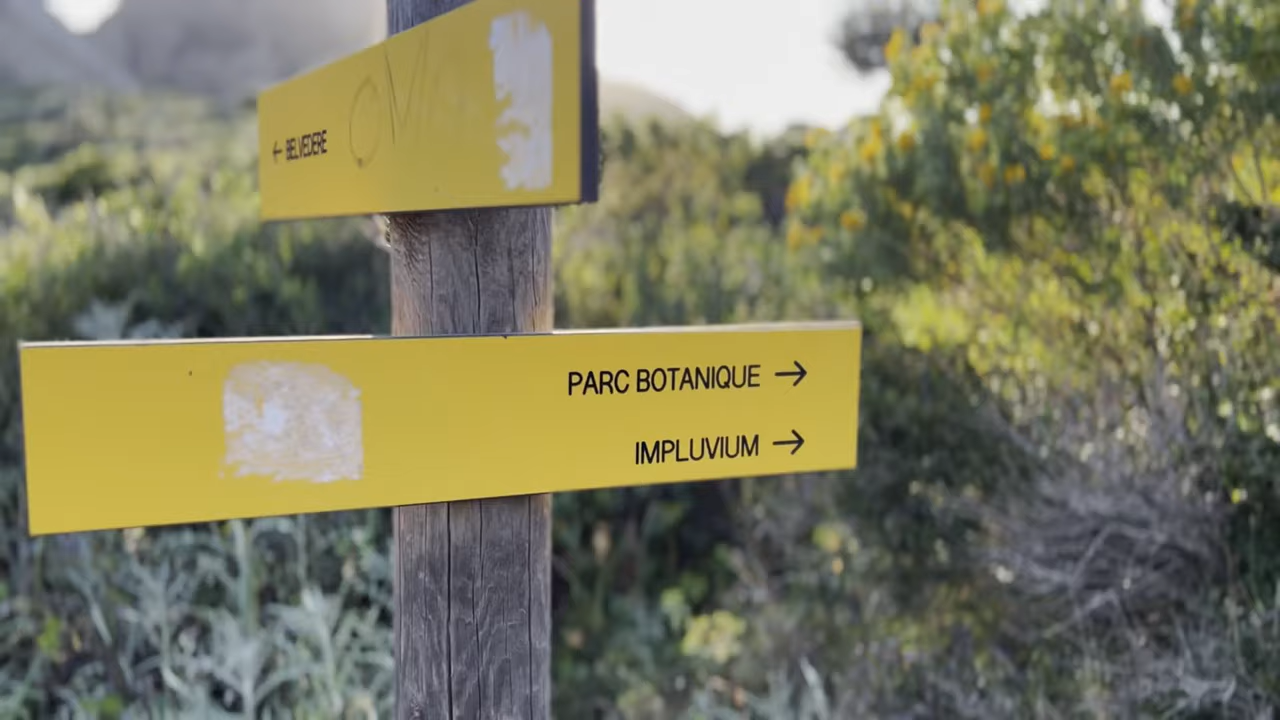 ← BELVEDERE
PARC BOTANIQUE →
IMPLUVIUM →